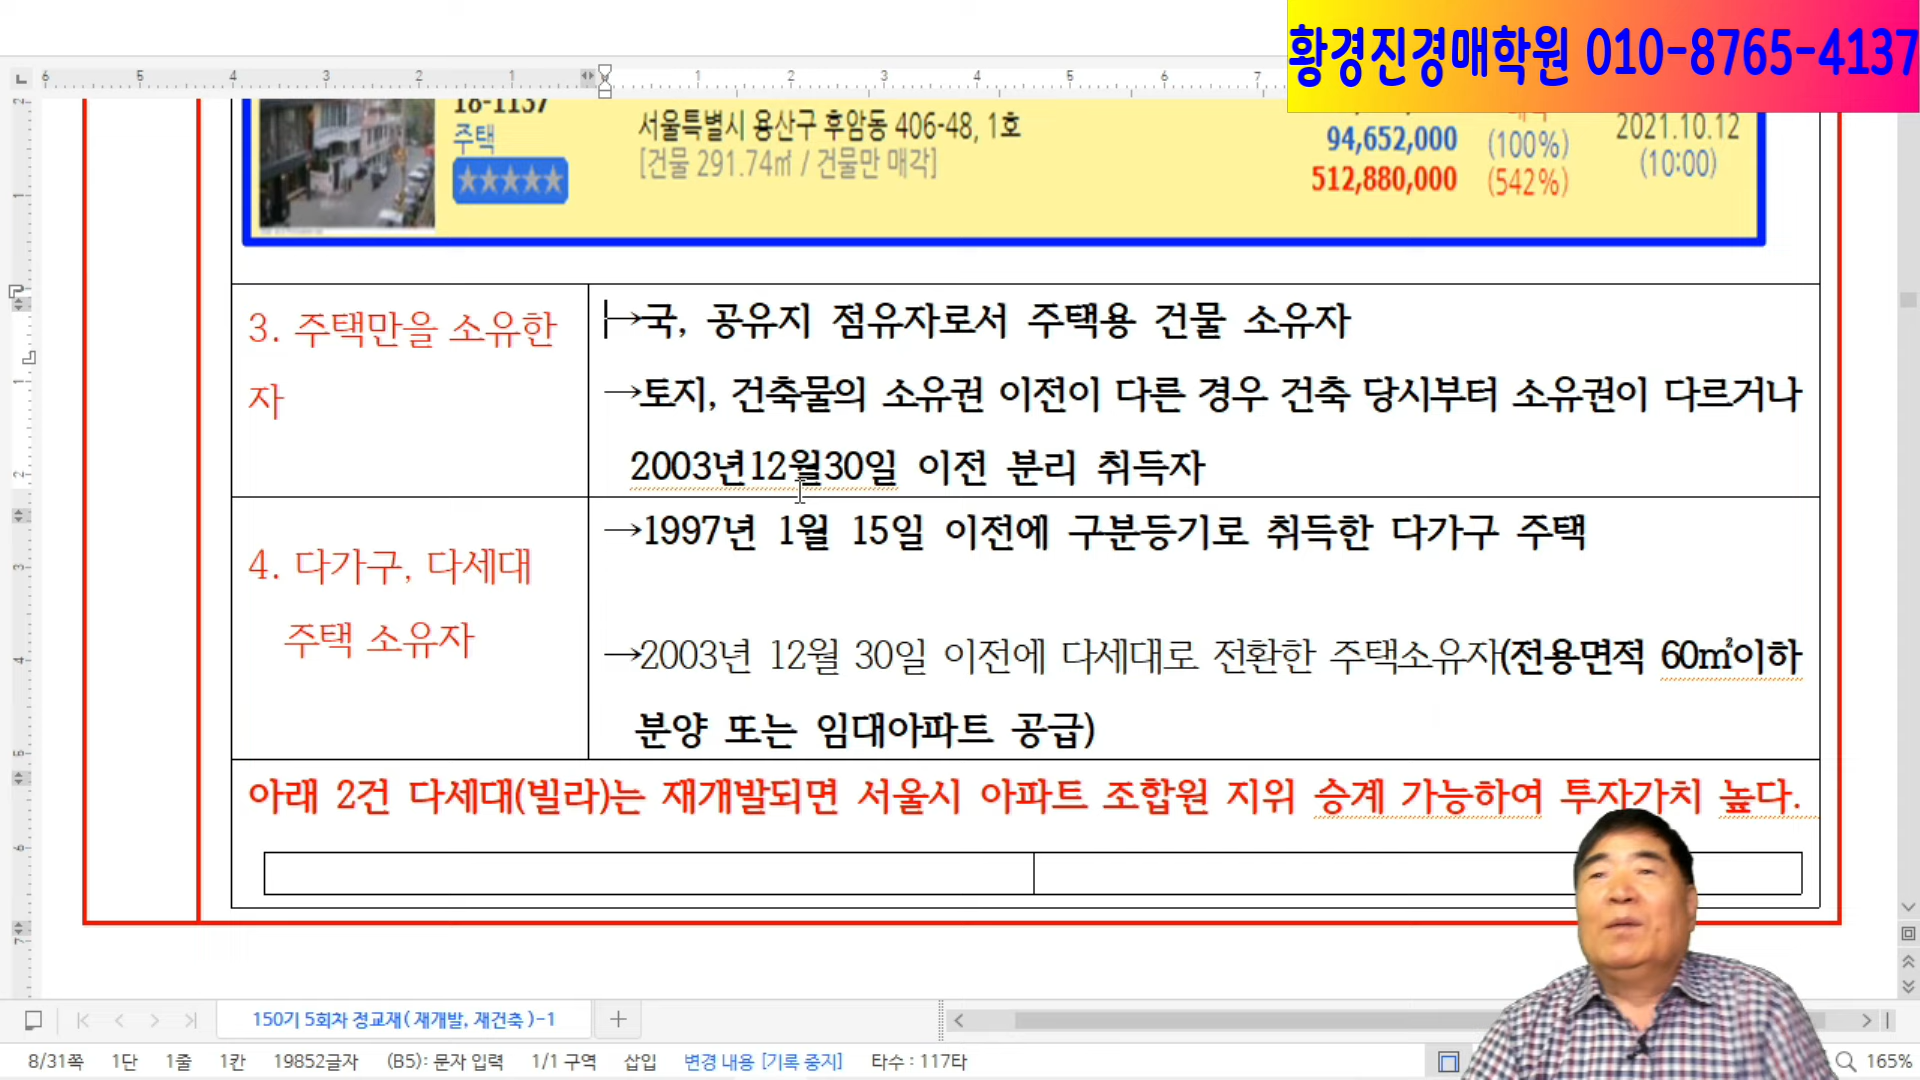 황경진경매학원 010-8765-4137
6 5 4 3 2 1 1 2 3 4 5 6 7
18-1137
주택
★★★★★
서울특별시 용산구 후암동 406-48, 1호
[건물 291.74㎡ / 건물만 매각]
94,652,000 (100%)
512,880,000 (542%)
2021.10.12
(10:00)
3. 주택만을 소유한
자
→국, 공유지 점유자로서 주택용 건물 소유자
→토지, 건축물의 소유권 이전이 다른 경우 건축 당시부터 소유권이 다르거나
2003년12월30일 이전 분리 취득자
4. 다가구, 다세대
주택 소유자
→1997년 1월 15일 이전에 구분등기로 취득한 다가구 주택
→2003년 12월 30일 이전에 다세대로 전환한 주택소유자(전용면적 60㎡이하
분양 또는 임대아파트 공급)
아래 2건 다세대(빌라)는 재개발되면 서울시 아파트 조합원 지위 승계 가능하여 투자가치 높다.
150기 5회차 정교재( 재개발, 재건축 )-1
8/31쪽 1단 1줄 1칸 19852글자 (B5): 문자 입력 1/1 구역 삽입 변경 내용 [기록 중지] 타수 : 117타
165%